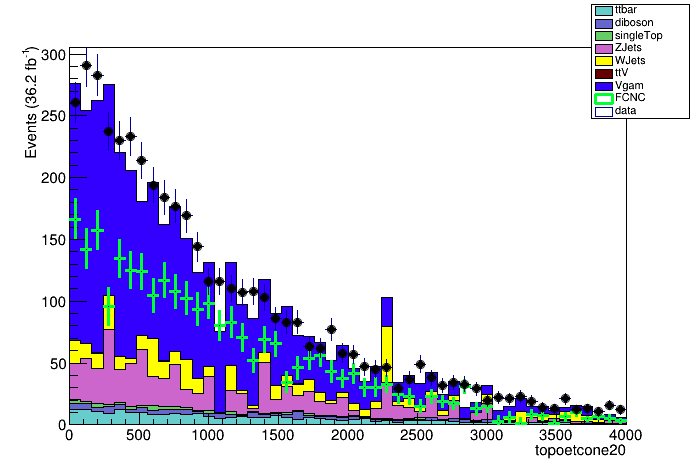 ttbar
diboson
singleTop
ZJets
WJets
ttV
Vgam
FCNC
data
Events (36.2 fb⁻¹)
300
250
200
150
100
50
0
0 500 1000 1500 2000 2500 3000 3500 4000
topoetcone20